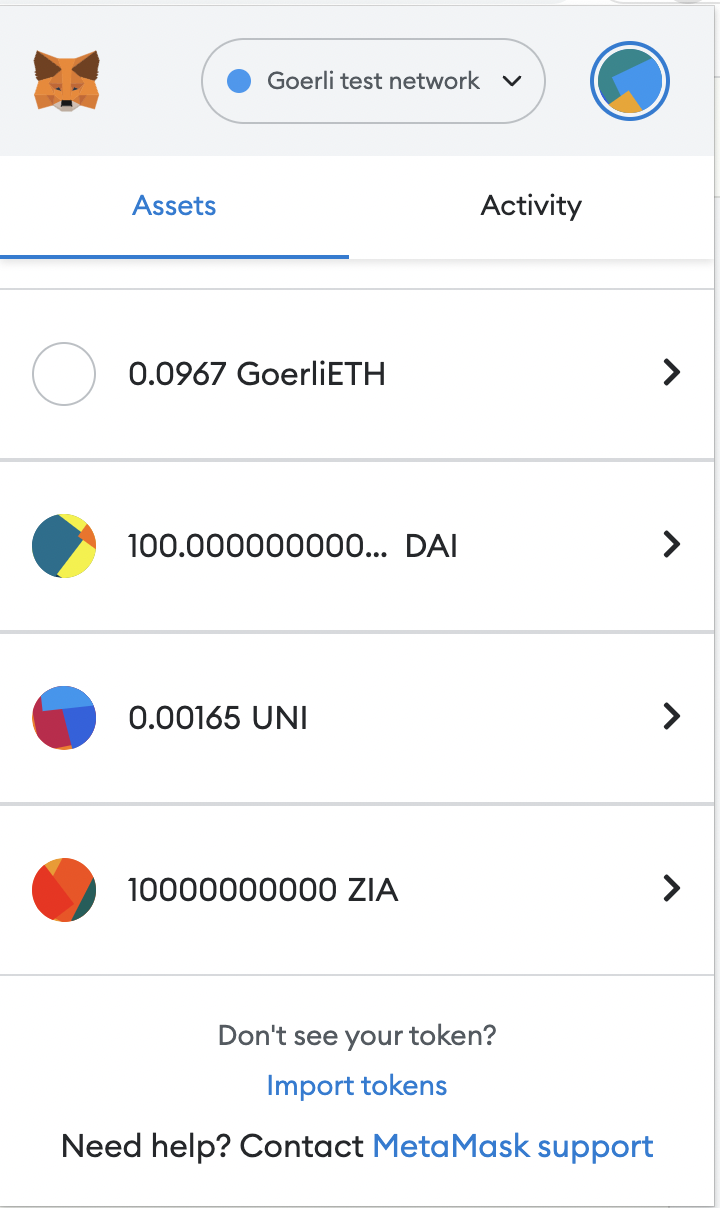 Goerli test network
Assets
Activity
0.0967 GoerliETH
100.000000000... DAI
0.00165 UNI
10000000000 ZIA
Don't see your token?
Import tokens
Need help? Contact MetaMask support